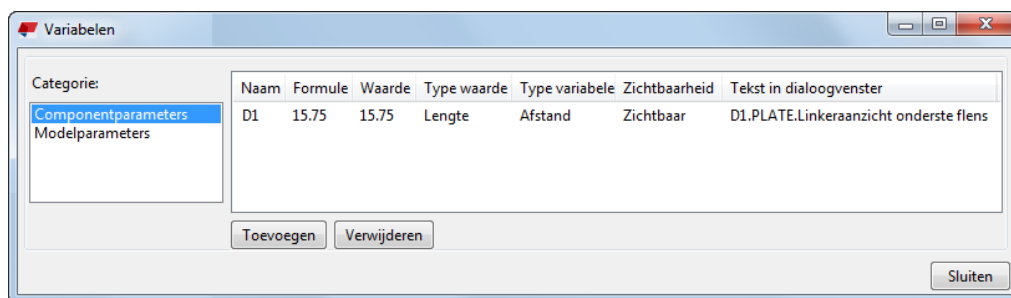 Variabelen
Categorie:
Componentparameters
Modelparameters
Naam Formule Waarde Type waarde Type variabele Zichtbaarheid Tekst in dialoogvenster
D1 15.75 15.75 Lengte Afstand Zichtbaar D1.PLATE.Linkeraanzicht onderste flens
Toevoegen Verwijderen
Sluiten